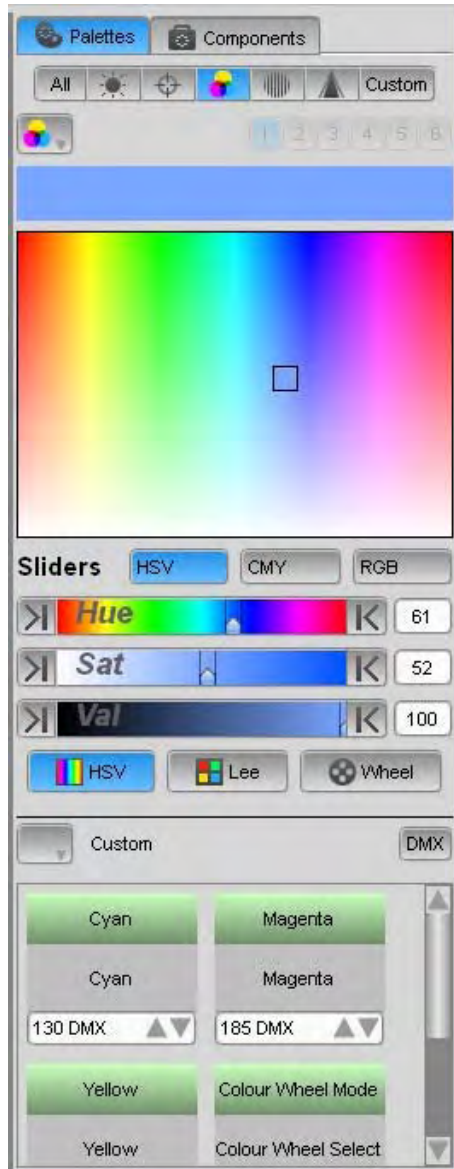 Palettes Components
All Custom
1 2 3 4 5 6
Sliders HSV CMY RGB
Hue 61
Sat 52
Val 100
HSV Lee Wheel
Custom DMX
Cyan Magenta
Cyan Magenta
130 DMX 185 DMX
Yellow Colour Wheel Mode
Yellow Colour Wheel Select